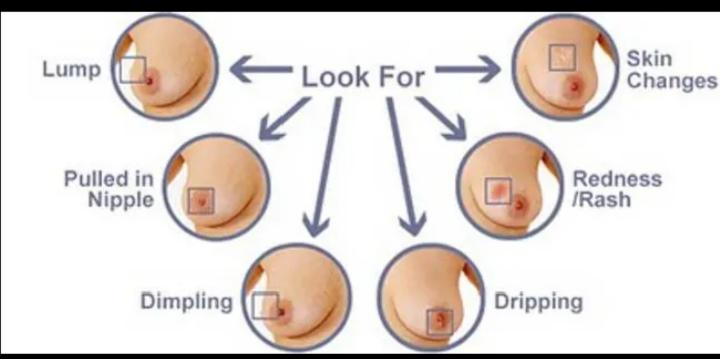 Look For
Lump
Skin
Changes
Pulled in
Nipple
Redness
/Rash
Dimpling
Dripping